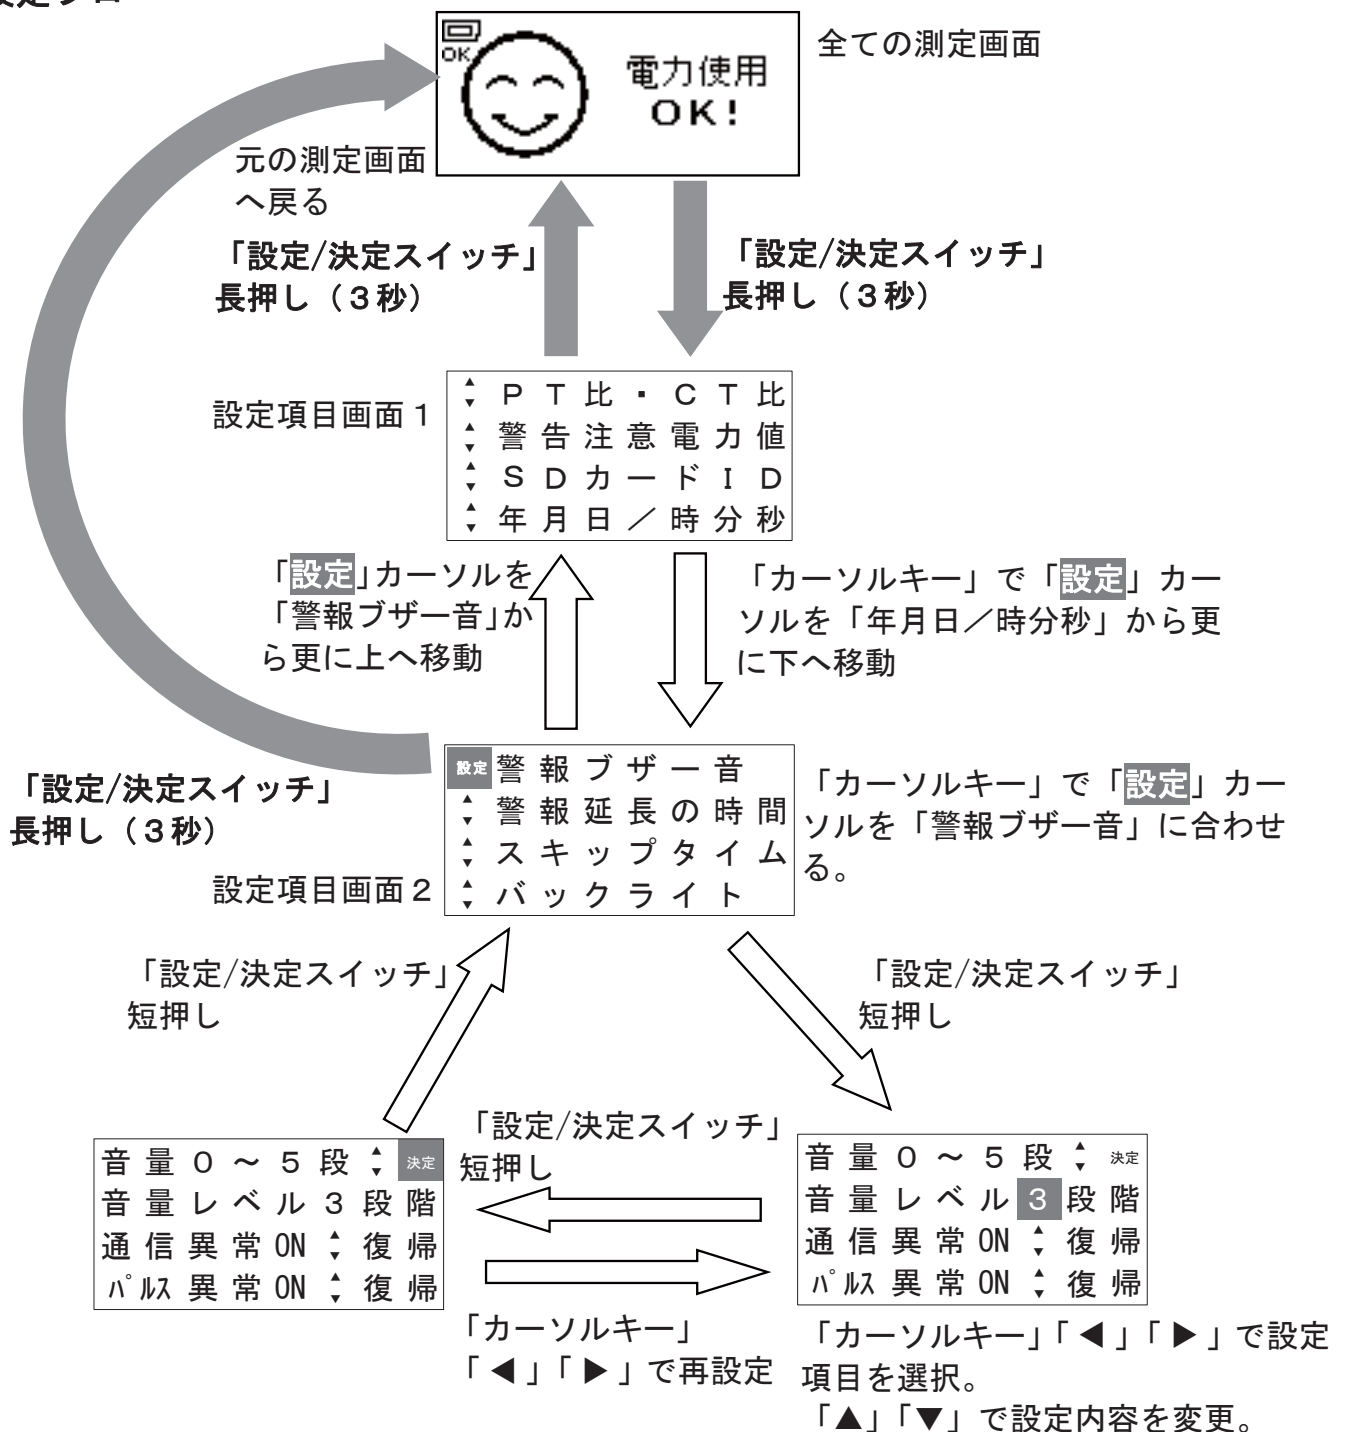 全ての測定画面
OK
電力使用
OK!
元の測定画面
へ戻る
「設定/決定スイッチ」
長押し（３秒）
「設定/決定スイッチ」
長押し（３秒）
設定項目画面１
ＰＴ比・ＣＴ比
警告注意電力値
ＳＤカードＩＤ
年月日／時分秒
「設定」カーソルを
「警報ブザー音」か
ら更に上へ移動
「カーソルキー」で「設定」カー
ソルを「年月日／時分秒」から更
に下へ移動
「設定/決定スイッチ」
長押し（３秒）
設定項目画面２
設定 警報ブザー音
警報延長の時間
スキップタイム
バックライト
「カーソルキー」で「設定」カー
ソルを「警報ブザー音」に合わせ
る。
「設定/決定スイッチ」
短押し
「設定/決定スイッチ」
短押し
音量０～５段 決定
音量レベル３段階
通信異常ON 復帰
ﾊﾟﾙｽ異常ON 復帰
「設定/決定スイッチ」
短押し
「カーソルキー」
「◀」「▶」で再設定
音量０～５段 決定
音量レベル３段階
通信異常ON 復帰
ﾊﾟﾙｽ異常ON 復帰
「カーソルキー」「◀」「▶」で設定
項目を選択。
「▲」「▼」で設定内容を変更。